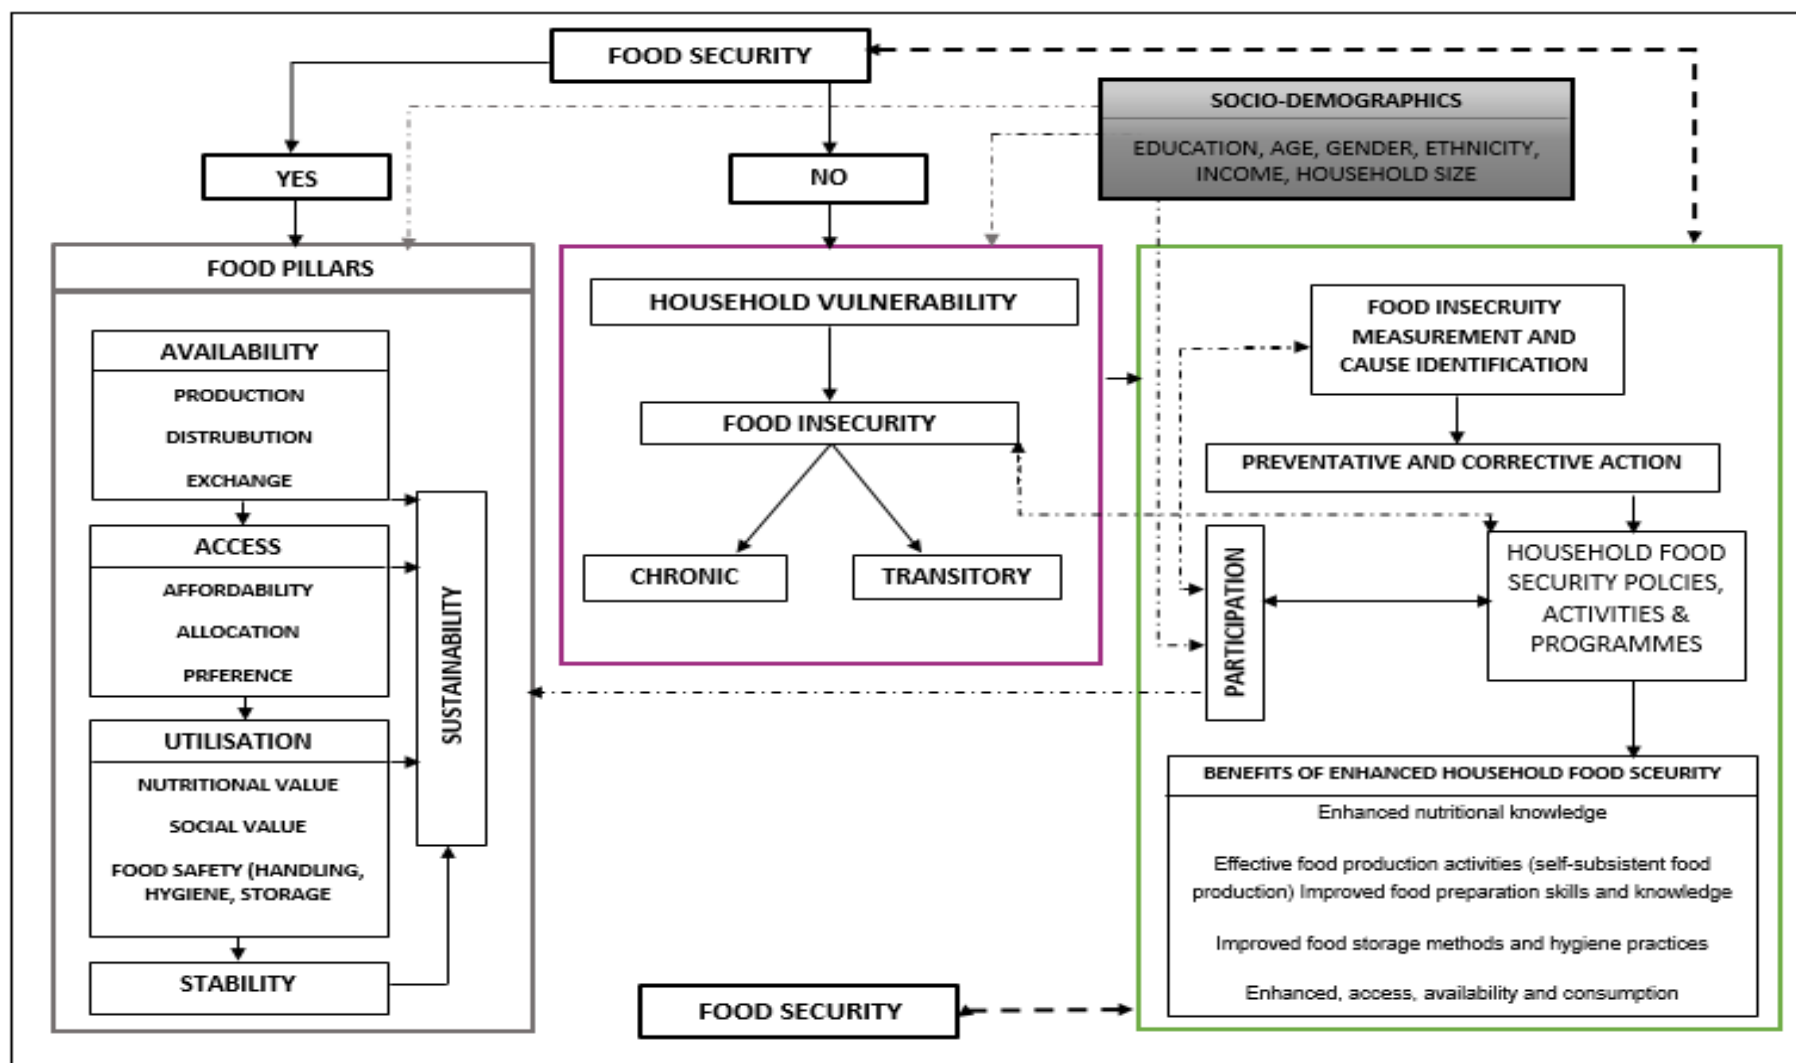 FOOD SECURITY
SOCIO-DEMOGRAPHICS
EDUCATION, AGE, GENDER, ETHNICITY,
INCOME, HOUSEHOLD SIZE
YES
NO
FOOD PILLARS
AVAILABILITY
PRODUCTION
DISTRUBUTION
EXCHANGE
ACCESS
AFFORDABILITY
ALLOCATION
PRFERENCE
UTILISATION
NUTRITIONAL VALUE
SOCIAL VALUE
FOOD SAFETY (HANDLING,
HYGIENE, STORAGE
STABILITY
SUSTAINABILITY
HOUSEHOLD VULNERABILITY
FOOD INSECURITY
CHRONIC
TRANSITORY
FOOD INSECRUITY
MEASUREMENT AND
CAUSE IDENTIFICATION
PREVENTATIVE AND CORRECTIVE ACTION
PARTICIPATION
HOUSEHOLD FOOD
SECURITY POLCIES,
ACTIVITIES &
PROGRAMMES
BENEFITS OF ENHANCED HOUSEHOLD FOOD SCEURITY
Enhanced nutritional knowledge
Effective food production activities (self-subsistent food
production) Improved food preparation skills and knowledge
Improved food storage methods and hygiene practices
Enhanced, access, availability and consumption
FOOD SECURITY